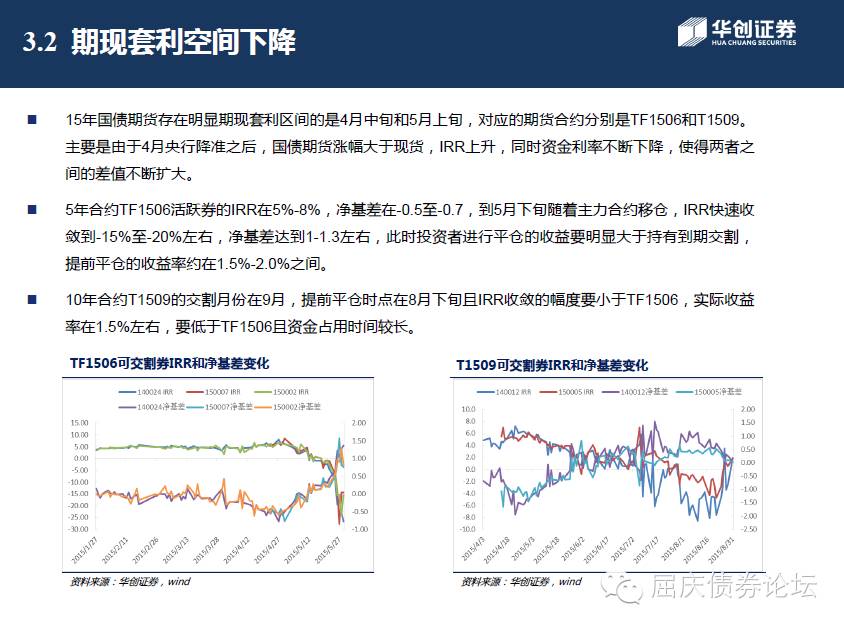 3.2 期现套利空间下降
华创证券
HUA CHUANG SECURITIES
15年国债期货存在明显期现套利区间的是4月中旬和5月上旬，对应的期货合约分别是TF1506和T1509。
主要是由于4月央行降准之后，国债期货涨幅大于现货，IRR上升，同时资金利率不断下降，使得两者之
间的差值不断扩大。
5年合约TF1506活跃券的IRR在5%-8%，净基差在-0.5至-0.7，到5月下旬随着主力合约移仓，IRR快速收
敛到-15%至-20%左右，净基差达到1-1.3左右，此时投资者进行平仓的收益要明显大于持有到期交割，
提前平仓的收益率约在1.5%-2.0%之间。
10年合约T1509的交割月份在9月，提前平仓时点在8月下旬且IRR收敛的幅度要小于TF1506，实际收益
率在1.5%左右，要低于TF1506且资金占用时间较长。
TF1506可交割券IRR和净基差变化
140024 IRR 150007 IRR 150002 IRR
140024净基差 150007净基差 150002净基差
15.00 2.00
10.00
5.00 1.50
0.00 1.00
-5.00
-10.00 0.50
-15.00 0.00
-20.00 -0.50
-25.00
-30.00 -1.00
2015/1/27 2015/2/11 2015/2/26 2015/3/13 2015/3/28 2015/4/12 2015/4/27 2015/5/12 2015/5/27
资料来源：华创证券，wind
T1509可交割券IRR和净基差变化
140012 IRR 150005 IRR 140012净基差 150005净基差
10.0 2.00
8.0 1.50
6.0 1.00
4.0 0.50
2.0 0.00
0.0 -0.50
-2.0 -1.00
-4.0 -1.50
-6.0 -2.00
-8.0 -2.50
-10.0
2015/4/3 2015/4/18 2015/5/3 2015/5/18 2015/6/2 2015/6/17 2015/7/2 2015/7/17 2015/8/1 2015/8/16 2015/8/31
资料来源：华创证券，wind
屈庆债券论坛